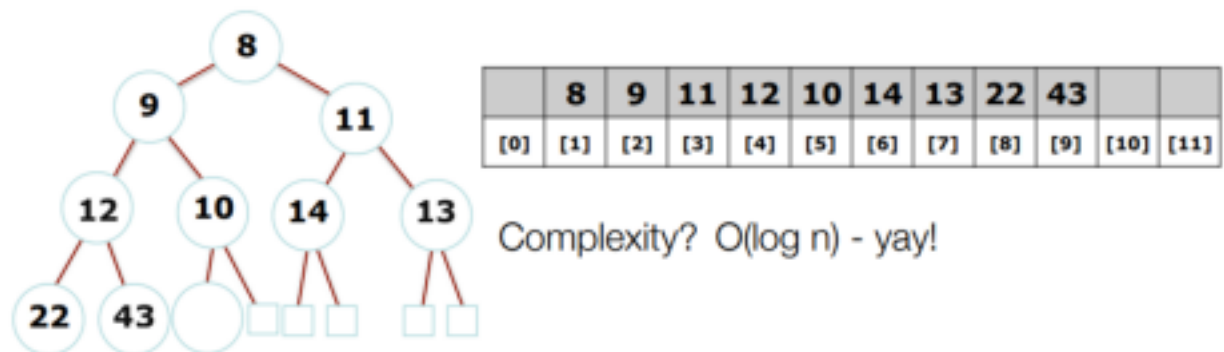 8
9 11
12 10 14 13
22 43
8 9 11 12 10 14 13 22 43
[0] [1] [2] [3] [4] [5] [6] [7] [8] [9] [10] [11]
Complexity? O(log n) - yay!